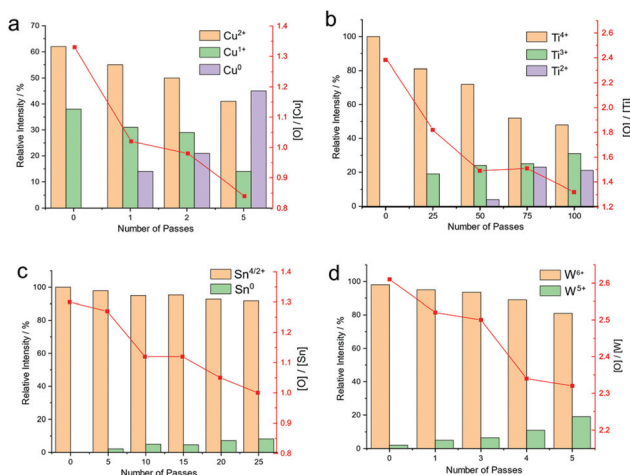 a
Cu2+
Cu1+
Cu0
Relative Intensity / %
70
60
50
40
30
20
10
0
0 1 2 5
Number of Passes
1.4
1.3
1.2
1.1
1.0
0.9
0.8
[O] / [Cu]
b
Ti4+
Ti3+
Ti2+
Relative Intensity / %
100
80
60
40
20
0
0 25 50 75 100
Number of Passes
2.6
2.4
2.2
2.0
1.8
1.6
1.4
1.2
[O] / [Ti]
c
Sn4/2+
Sn0
Relative Intensity / %
100
80
60
40
20
0
0 5 10 15 20 25
Number of Passes
1.4
1.3
1.2
1.1
1.0
0.9
0.8
[O] / [Sn]
d
W6+
W5+
Relative Intensity / %
100
80
60
40
20
0
0 1 3 4 5
Number of Passes
2.6
2.5
2.4
2.3
2.2
[O] / [W]